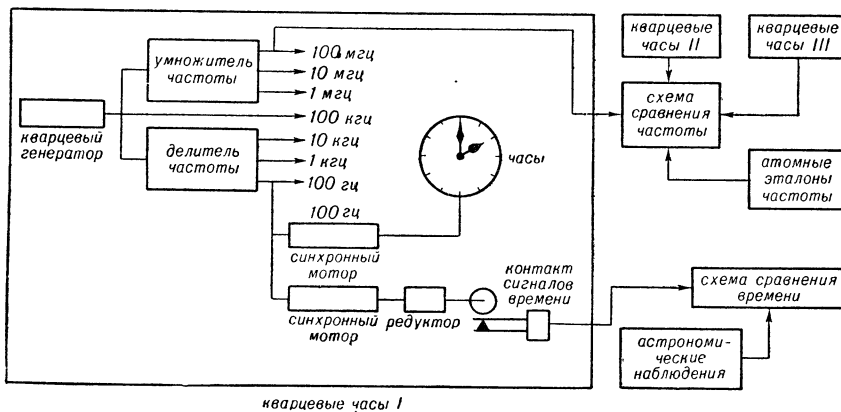 умножитель
частоты
100 мгц
10 мгц
1 мгц
100 кгц
кварцевый
генератор
делитель
частоты
10 кгц
1 кгц
100 гц
часы
100 гц
синхронный
мотор
синхронный
мотор
редуктор
контакт
сигналов
времени
кварцевые часы I
кварцевые
часы II
кварцевые
часы III
схема
сравнения
частоты
атомные
эталоны
частоты
схема сравнения
времени
астрономи-
ческие
наблюдения